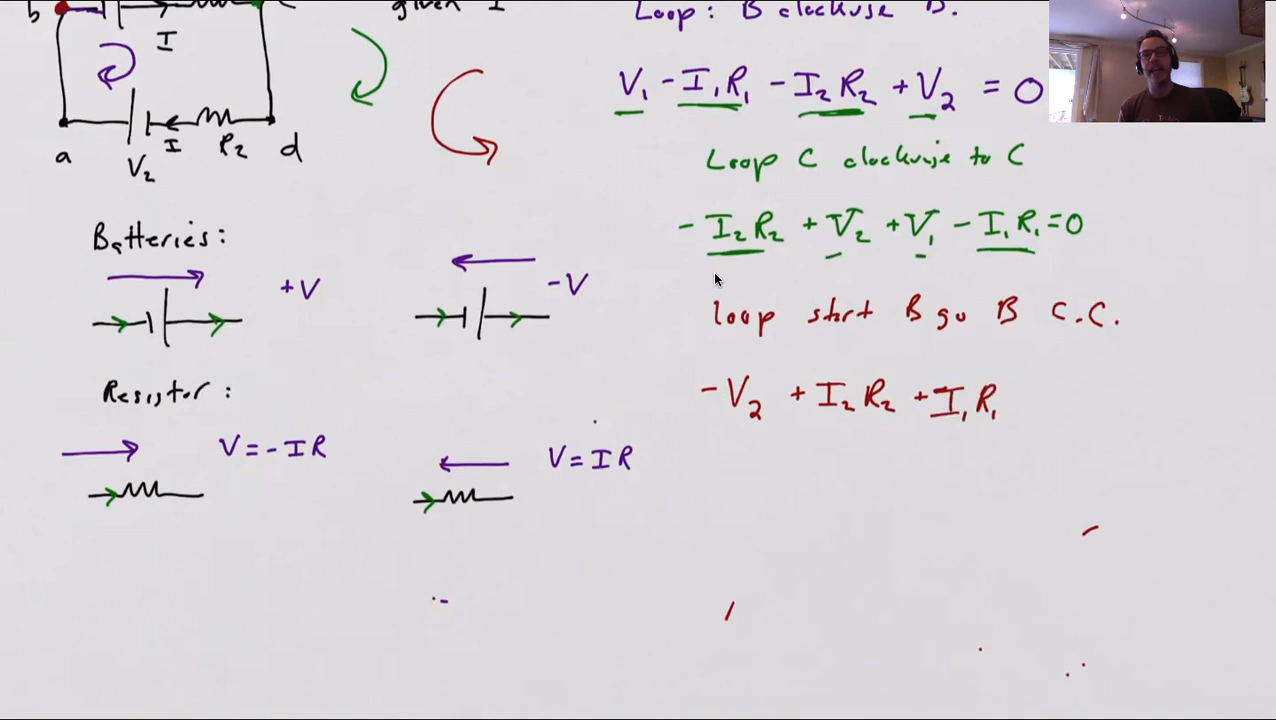 b
given I
Loop: B clockwise B.
I
V₁ - I₁R₁ - I₂R₂ + V₂ = 0
a
V₂
I
R₂
d
Loop C clockwise to C
- I₂R₂ + V₂ + V₁ - I₁R₁ = 0
Batteries:
+V
-V
loop start B go B C.C.
Resistor:
-V₂ + I₂R₂ + I₁R₁
V = -IR
V = IR